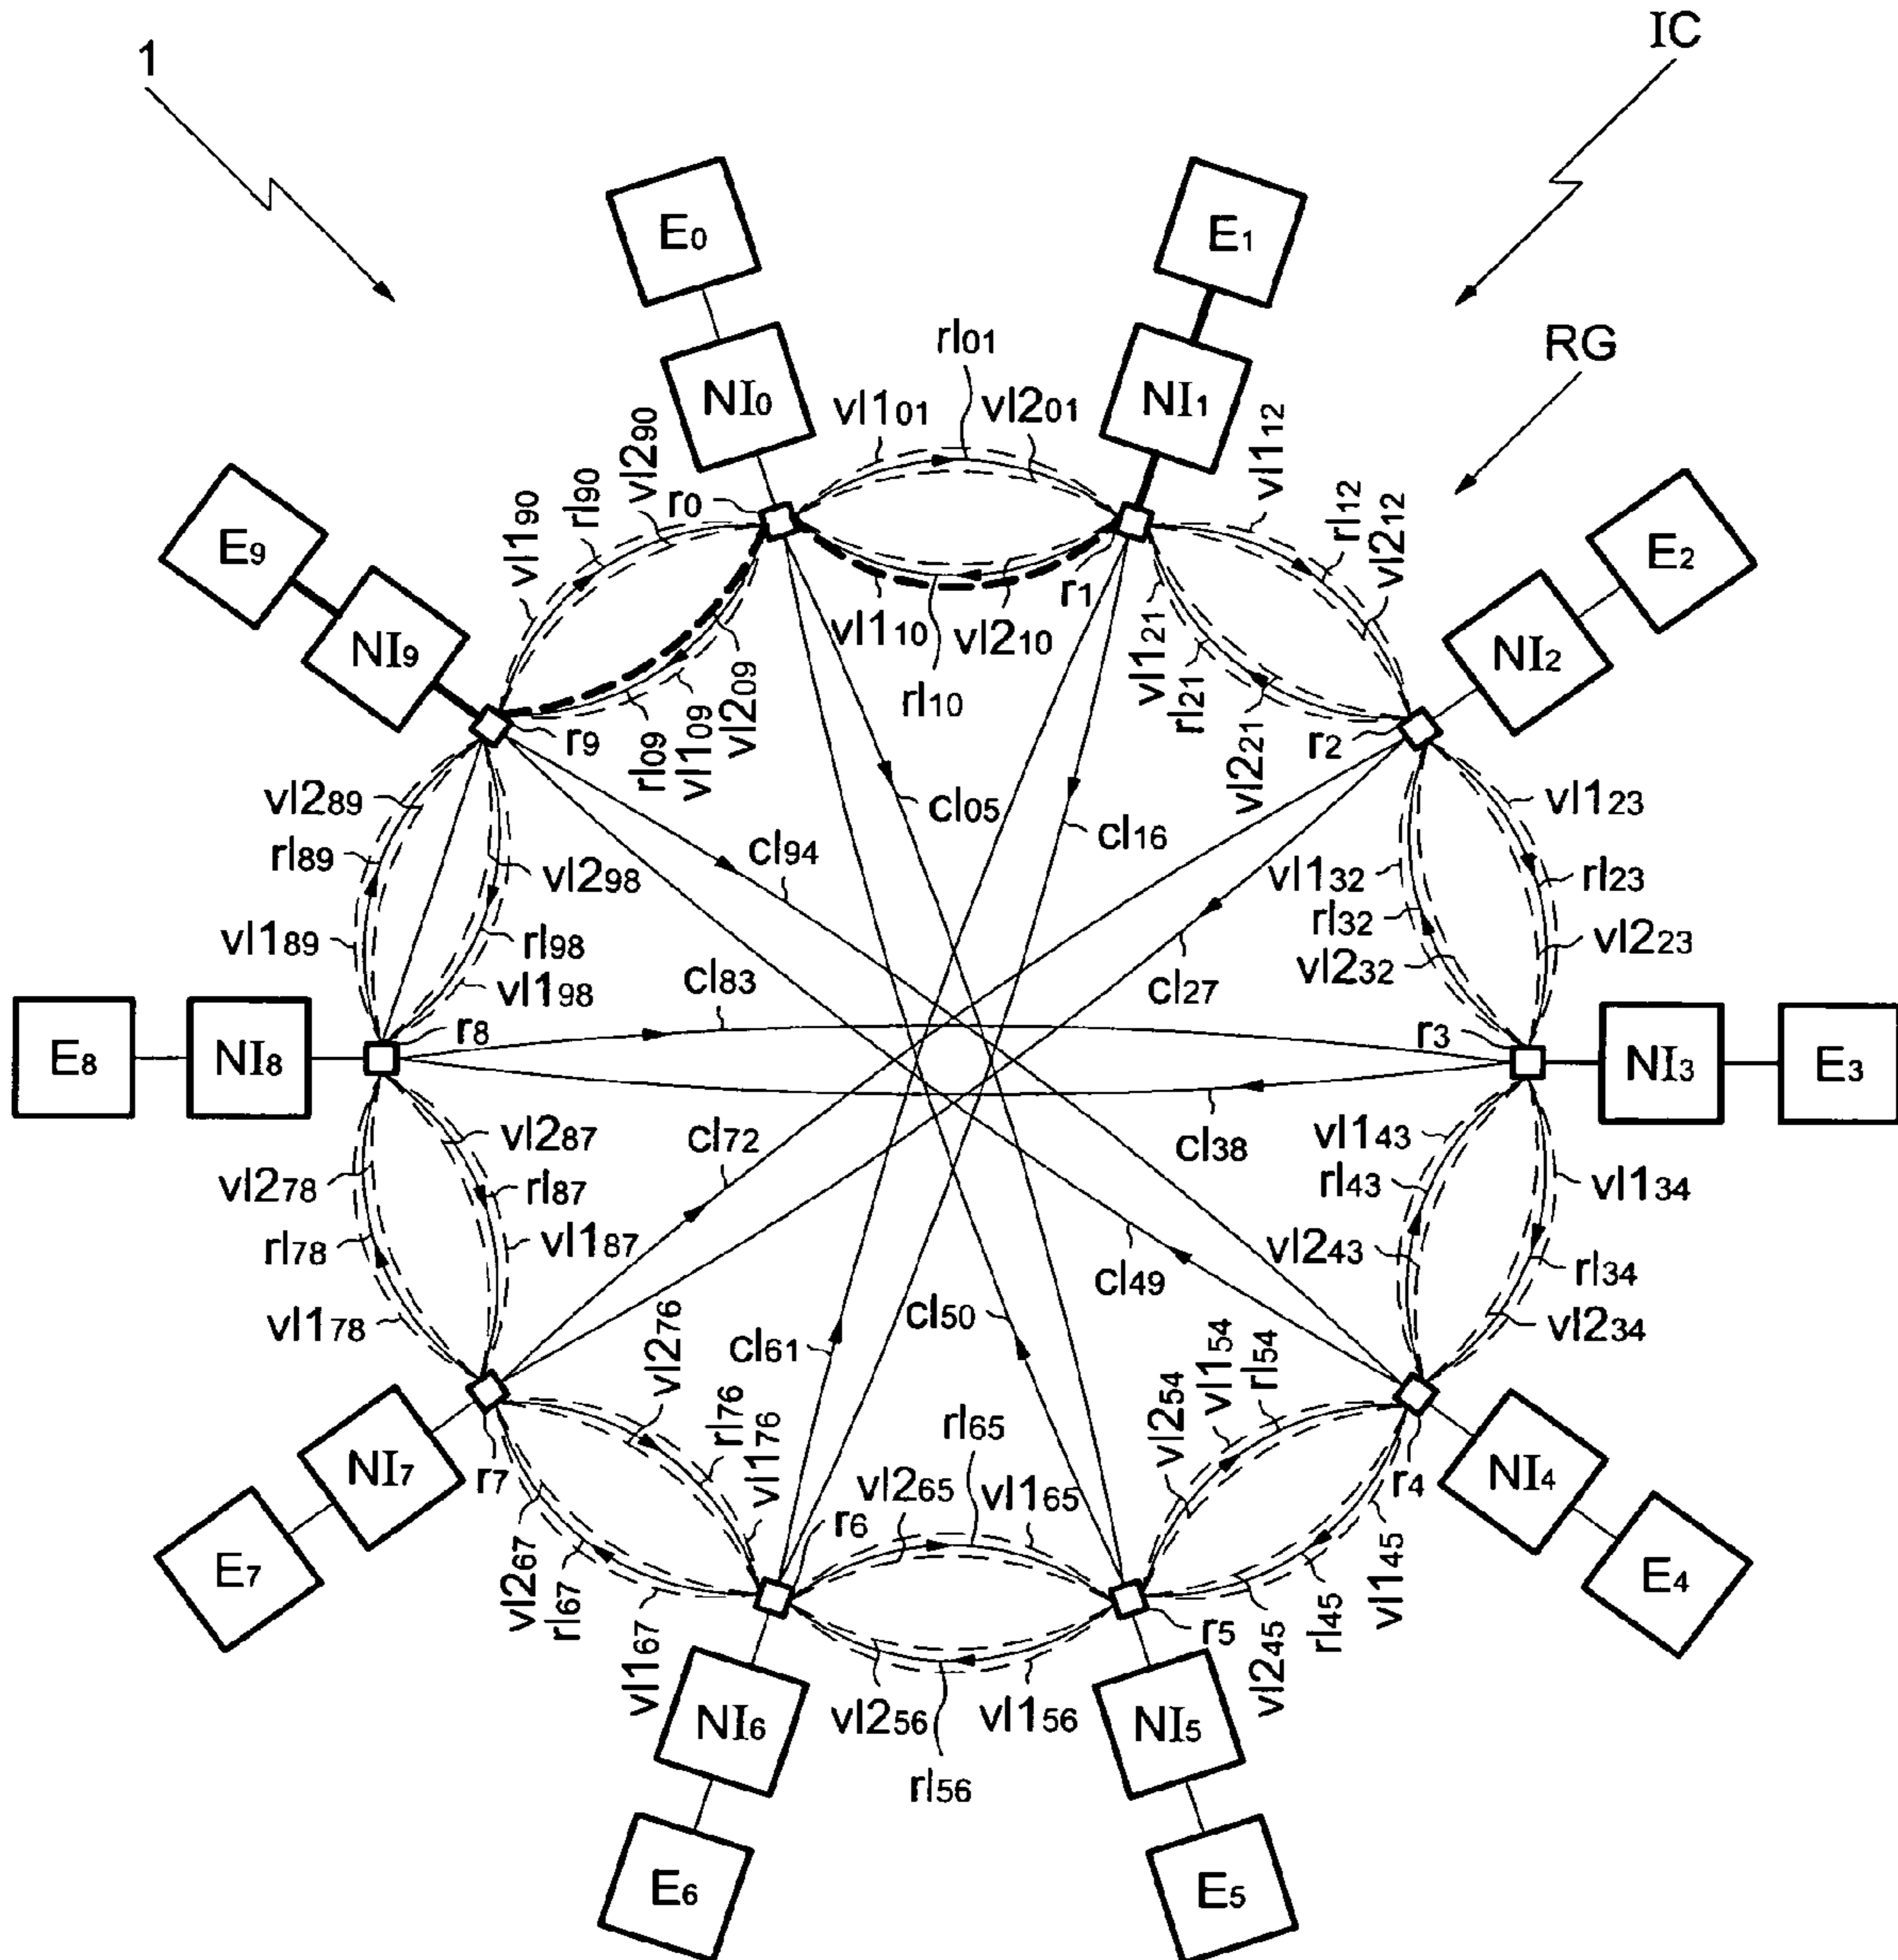 1
IC
RG
E0
E1
NI0
NI1
rl01
vl101
vl201
vl112
rl12
vl212
vl290
rl90
vl190
r0
r1
E9
NI9
E2
NI2
vl110
vl210
rl10
vl121
rl21
vl221
r2
r9
rl09
vl109
vl209
vl289
rl89
vl189
vl298
rl98
vl198
cl94
cl05
cl16
vl123
rl23
vl223
vl132
rl32
vl232
cl83
cl27
E8
NI8
r8
r3
NI3
E3
vl287
rl87
vl187
vl278
rl78
vl178
cl72
cl38
vl143
rl43
vl243
vl134
rl34
vl234
cl49
cl50
cl61
vl276
rl76
vl176
rl65
vl265
vl165
vl254
vl154
rl54
r4
NI4
E4
r7
NI7
E7
r6
r5
vl267
rl67
vl167
vl245
rl45
vl145
vl256
vl156
rl56
NI6
NI5
E6
E5